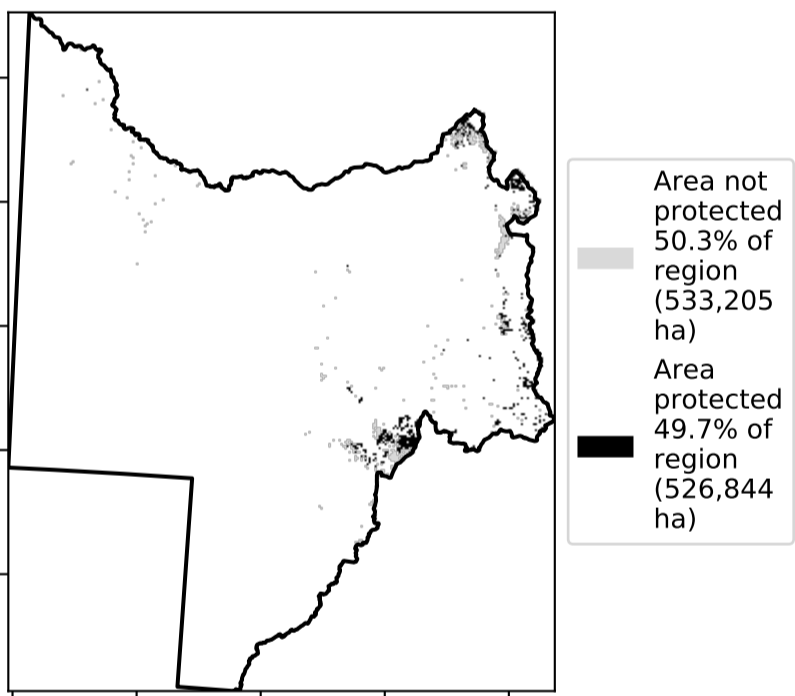 Area not
protected
50.3% of
region
(533,205
ha)
Area
protected
49.7% of
region
(526,844
ha)